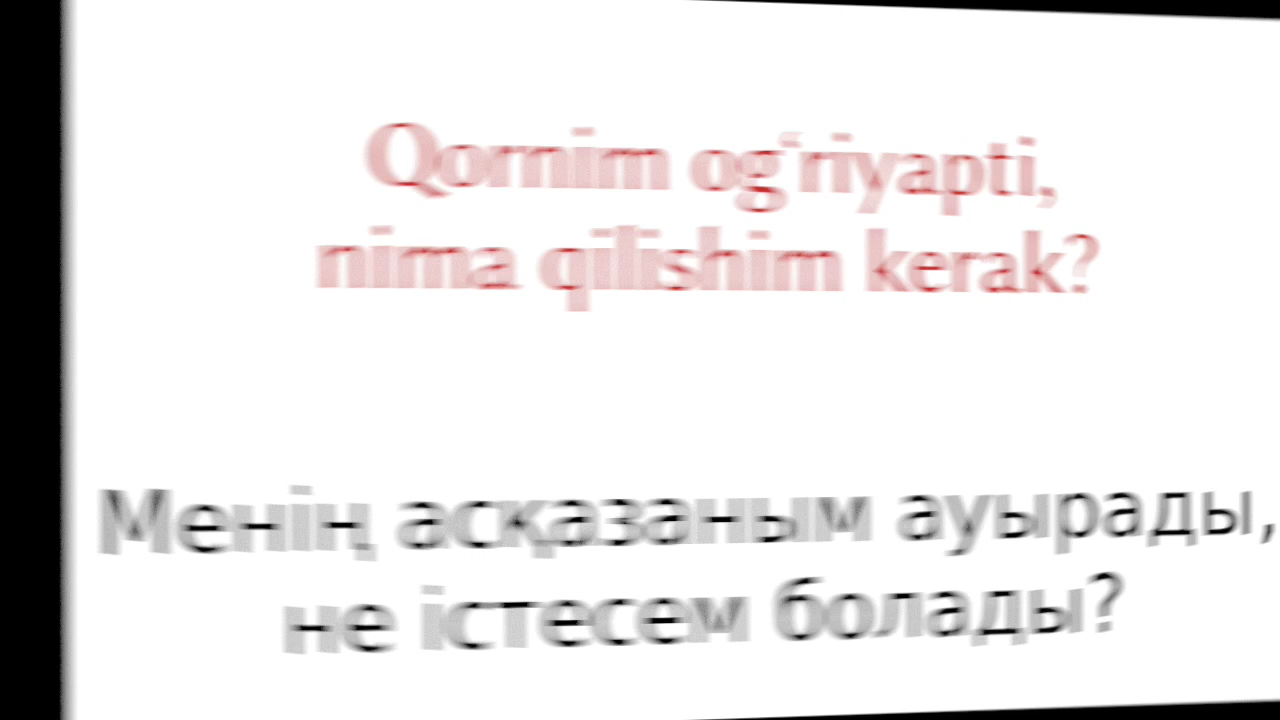 Qornim og'riyapti,
nima qilishim kerak?
Менің асқазаным ауырады,
не істесем болады?